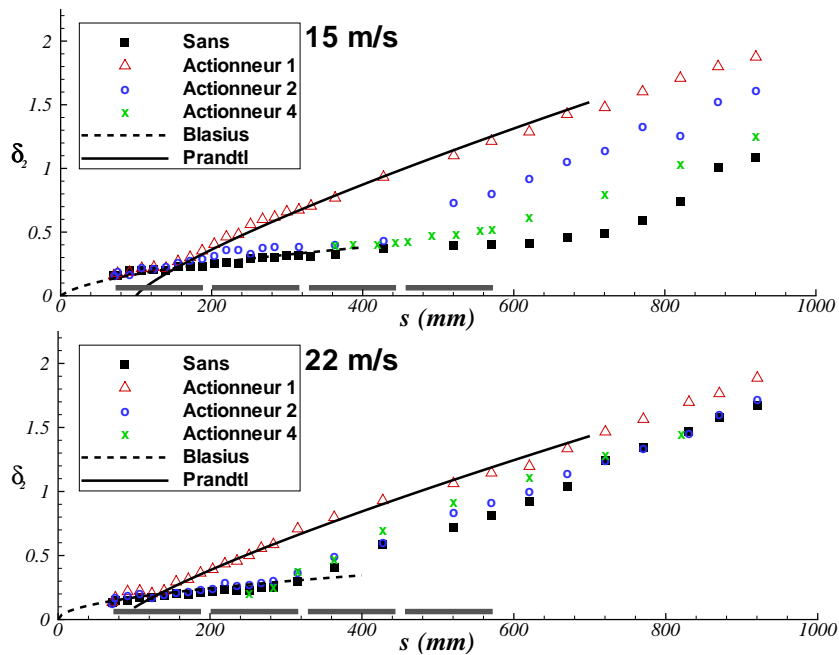 15 m/s
Sans
Actionneur 1
Actionneur 2
Actionneur 4
Blasius
Prandtl
δ₂
2
1.5
1
0.5
0
200 400 600 800 1000
s (mm)
22 m/s
Sans
Actionneur 1
Actionneur 2
Actionneur 4
Blasius
Prandtl
δ₂
2
1.5
1
0.5
0
0 200 400 600 800 1000
s (mm)